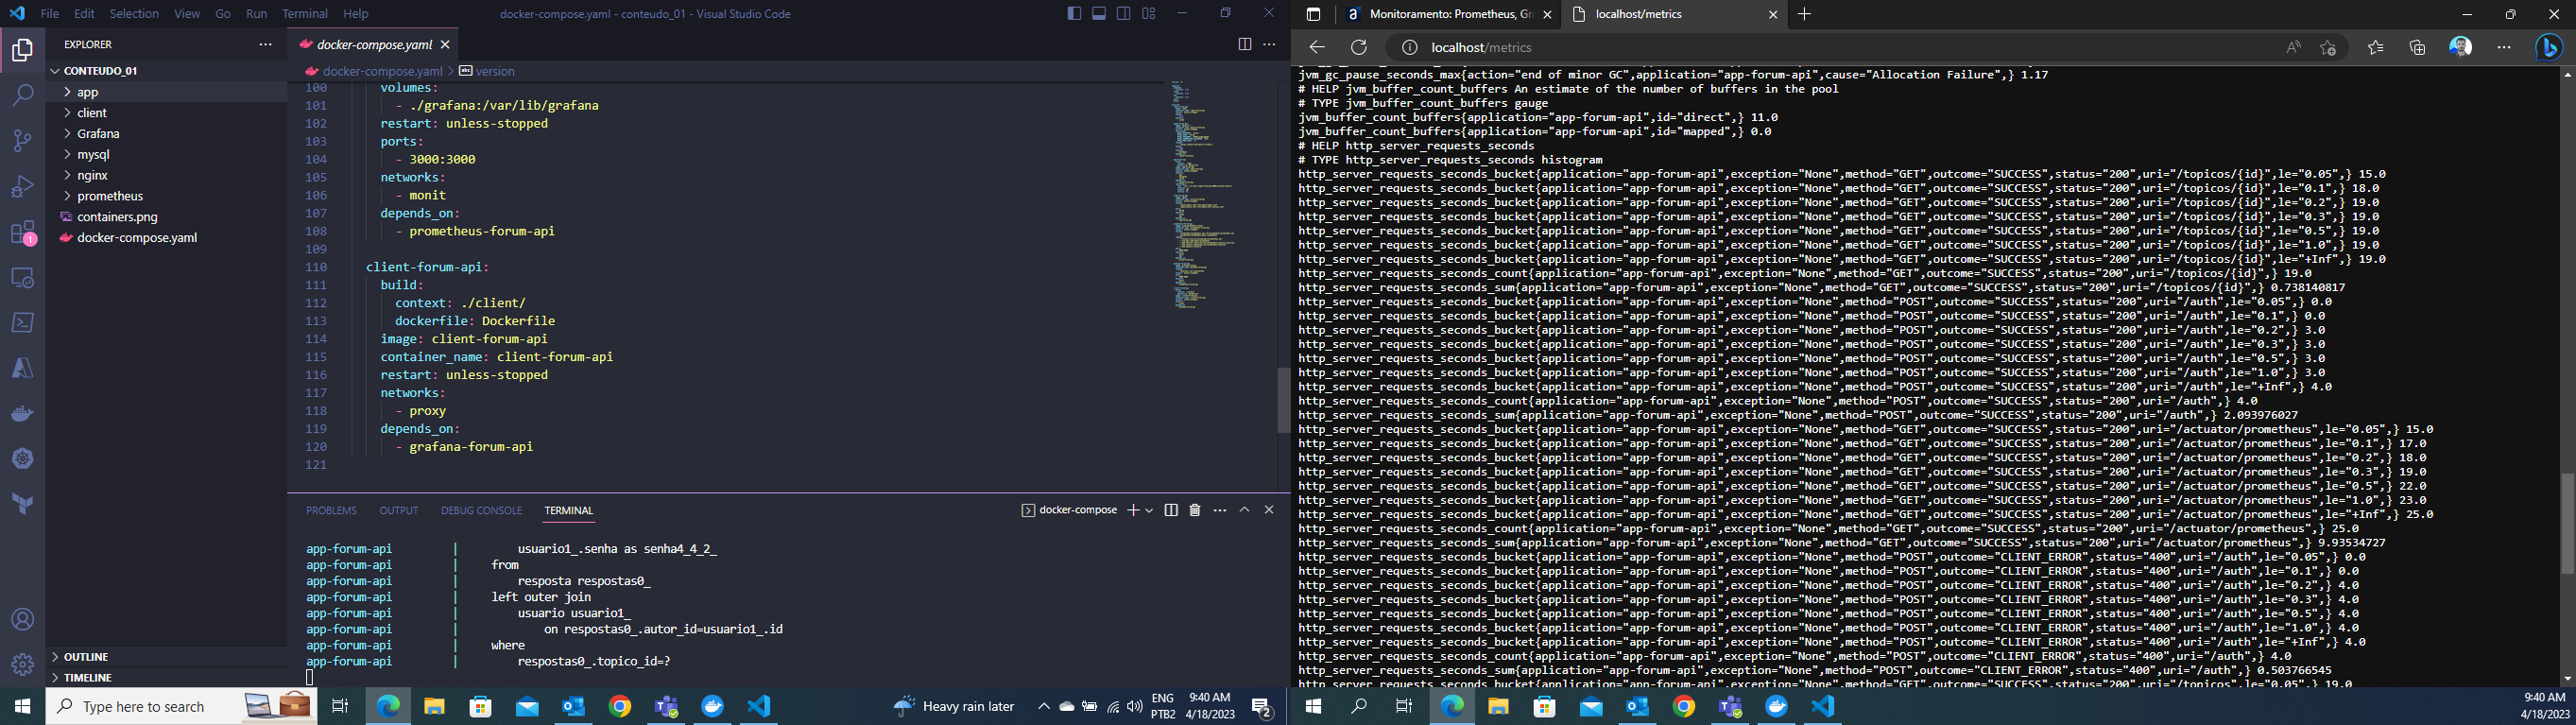 File Edit Selection View Go Run Terminal Help
docker-compose.yaml - conteudo_01 - Visual Studio Code
EXPLORER
CONTEUDO_01
app
client
Grafana
mysql
nginx
prometheus
containers.png
docker-compose.yaml
OUTLINE
TIMELINE
1
docker-compose.yaml
docker-compose.yaml > version
100 volumes:
101 - ./grafana:/var/lib/grafana
102 restart: unless-stopped
103 ports:
104 - 3000:3000
105 networks:
106 - monit
107 depends_on:
108 - prometheus-forum-api
109
110 client-forum-api:
111 build:
112 context: ./client/
113 dockerfile: Dockerfile
114 image: client-forum-api
115 container_name: client-forum-api
116 restart: unless-stopped
117 networks:
118 - proxy
119 depends_on:
120 - grafana-forum-api
121
PROBLEMS OUTPUT DEBUG CONSOLE TERMINAL
docker-compose
app-forum-api | usuario1_.senha as senha4_4_2_
app-forum-api | from
app-forum-api | resposta respostas0_
app-forum-api | left outer join
app-forum-api | usuario usuario1_
app-forum-api | on respostas0_.autor_id=usuario1_.id
app-forum-api | where
app-forum-api | respostas0_.topico_id=?
Type here to search
Heavy rain later
ENG
PTB2
9:40 AM
4/18/2023
2
Monitoramento: Prometheus, Gr
localhost/metrics
localhost/metrics
jvm_gc_pause_seconds_max{action="end of minor GC",application="app-forum-api",cause="Allocation Failure",} 1.17
# HELP jvm_buffer_count_buffers An estimate of the number of buffers in the pool
# TYPE jvm_buffer_count_buffers gauge
jvm_buffer_count_buffers{application="app-forum-api",id="direct",} 11.0
jvm_buffer_count_buffers{application="app-forum-api",id="mapped",} 0.0
# HELP http_server_requests_seconds
# TYPE http_server_requests_seconds histogram
http_server_requests_seconds_bucket{application="app-forum-api",exception="None",method="GET",outcome="SUCCESS",status="200",uri="/topicos/{id}",le="0.05",} 15.0
http_server_requests_seconds_bucket{application="app-forum-api",exception="None",method="GET",outcome="SUCCESS",status="200",uri="/topicos/{id}",le="0.1",} 18.0
http_server_requests_seconds_bucket{application="app-forum-api",exception="None",method="GET",outcome="SUCCESS",status="200",uri="/topicos/{id}",le="0.2",} 19.0
http_server_requests_seconds_bucket{application="app-forum-api",exception="None",method="GET",outcome="SUCCESS",status="200",uri="/topicos/{id}",le="0.3",} 19.0
http_server_requests_seconds_bucket{application="app-forum-api",exception="None",method="GET",outcome="SUCCESS",status="200",uri="/topicos/{id}",le="0.5",} 19.0
http_server_requests_seconds_bucket{application="app-forum-api",exception="None",method="GET",outcome="SUCCESS",status="200",uri="/topicos/{id}",le="1.0",} 19.0
http_server_requests_seconds_bucket{application="app-forum-api",exception="None",method="GET",outcome="SUCCESS",status="200",uri="/topicos/{id}",le="+Inf",} 19.0
http_server_requests_seconds_count{application="app-forum-api",exception="None",method="GET",outcome="SUCCESS",status="200",uri="/topicos/{id}",} 19.0
http_server_requests_seconds_sum{application="app-forum-api",exception="None",method="GET",outcome="SUCCESS",status="200",uri="/topicos/{id}",} 0.738140817
http_server_requests_seconds_bucket{application="app-forum-api",exception="None",method="POST",outcome="SUCCESS",status="200",uri="/auth",le="0.05",} 0.0
http_server_requests_seconds_bucket{application="app-forum-api",exception="None",method="POST",outcome="SUCCESS",status="200",uri="/auth",le="0.1",} 0.0
http_server_requests_seconds_bucket{application="app-forum-api",exception="None",method="POST",outcome="SUCCESS",status="200",uri="/auth",le="0.2",} 3.0
http_server_requests_seconds_bucket{application="app-forum-api",exception="None",method="POST",outcome="SUCCESS",status="200",uri="/auth",le="0.3",} 3.0
http_server_requests_seconds_bucket{application="app-forum-api",exception="None",method="POST",outcome="SUCCESS",status="200",uri="/auth",le="0.5",} 3.0
http_server_requests_seconds_bucket{application="app-forum-api",exception="None",method="POST",outcome="SUCCESS",status="200",uri="/auth",le="1.0",} 3.0
http_server_requests_seconds_bucket{application="app-forum-api",exception="None",method="POST",outcome="SUCCESS",status="200",uri="/auth",le="+Inf",} 4.0
http_server_requests_seconds_count{application="app-forum-api",exception="None",method="POST",outcome="SUCCESS",status="200",uri="/auth",} 4.0
http_server_requests_seconds_sum{application="app-forum-api",exception="None",method="POST",outcome="SUCCESS",status="200",uri="/auth",} 2.093976027
http_server_requests_seconds_bucket{application="app-forum-api",exception="None",method="GET",outcome="SUCCESS",status="200",uri="/actuator/prometheus",le="0.05",} 15.0
http_server_requests_seconds_bucket{application="app-forum-api",exception="None",method="GET",outcome="SUCCESS",status="200",uri="/actuator/prometheus",le="0.1",} 17.0
http_server_requests_seconds_bucket{application="app-forum-api",exception="None",method="GET",outcome="SUCCESS",status="200",uri="/actuator/prometheus",le="0.2",} 18.0
http_server_requests_seconds_bucket{application="app-forum-api",exception="None",method="GET",outcome="SUCCESS",status="200",uri="/actuator/prometheus",le="0.3",} 19.0
http_server_requests_seconds_bucket{application="app-forum-api",exception="None",method="GET",outcome="SUCCESS",status="200",uri="/actuator/prometheus",le="0.5",} 22.0
http_server_requests_seconds_bucket{application="app-forum-api",exception="None",method="GET",outcome="SUCCESS",status="200",uri="/actuator/prometheus",le="1.0",} 23.0
http_server_requests_seconds_bucket{application="app-forum-api",exception="None",method="GET",outcome="SUCCESS",status="200",uri="/actuator/prometheus",le="+Inf",} 25.0
http_server_requests_seconds_count{application="app-forum-api",exception="None",method="GET",outcome="SUCCESS",status="200",uri="/actuator/prometheus",} 25.0
http_server_requests_seconds_sum{application="app-forum-api",exception="None",method="GET",outcome="SUCCESS",status="200",uri="/actuator/prometheus",} 9.93534727
http_server_requests_seconds_bucket{application="app-forum-api",exception="None",method="POST",outcome="CLIENT_ERROR",status="400",uri="/auth",le="0.05",} 0.0
http_server_requests_seconds_bucket{application="app-forum-api",exception="None",method="POST",outcome="CLIENT_ERROR",status="400",uri="/auth",le="0.1",} 0.0
http_server_requests_seconds_bucket{application="app-forum-api",exception="None",method="POST",outcome="CLIENT_ERROR",status="400",uri="/auth",le="0.2",} 4.0
http_server_requests_seconds_bucket{application="app-forum-api",exception="None",method="POST",outcome="CLIENT_ERROR",status="400",uri="/auth",le="0.3",} 4.0
http_server_requests_seconds_bucket{application="app-forum-api",exception="None",method="POST",outcome="CLIENT_ERROR",status="400",uri="/auth",le="0.5",} 4.0
http_server_requests_seconds_bucket{application="app-forum-api",exception="None",method="POST",outcome="CLIENT_ERROR",status="400",uri="/auth",le="1.0",} 4.0
http_server_requests_seconds_bucket{application="app-forum-api",exception="None",method="POST",outcome="CLIENT_ERROR",status="400",uri="/auth",le="+Inf",} 4.0
http_server_requests_seconds_count{application="app-forum-api",exception="None",method="POST",outcome="CLIENT_ERROR",status="400",uri="/auth",} 4.0
http_server_requests_seconds_sum{application="app-forum-api",exception="None",method="POST",outcome="CLIENT_ERROR",status="400",uri="/auth",} 0.503766545
http_server_requests_seconds_bucket{application="app-forum-api",exception="None",method="GET",outcome="SUCCESS",status="200",uri="/topicos",le="0.05",} 19.0
9:40 AM
4/18/2023